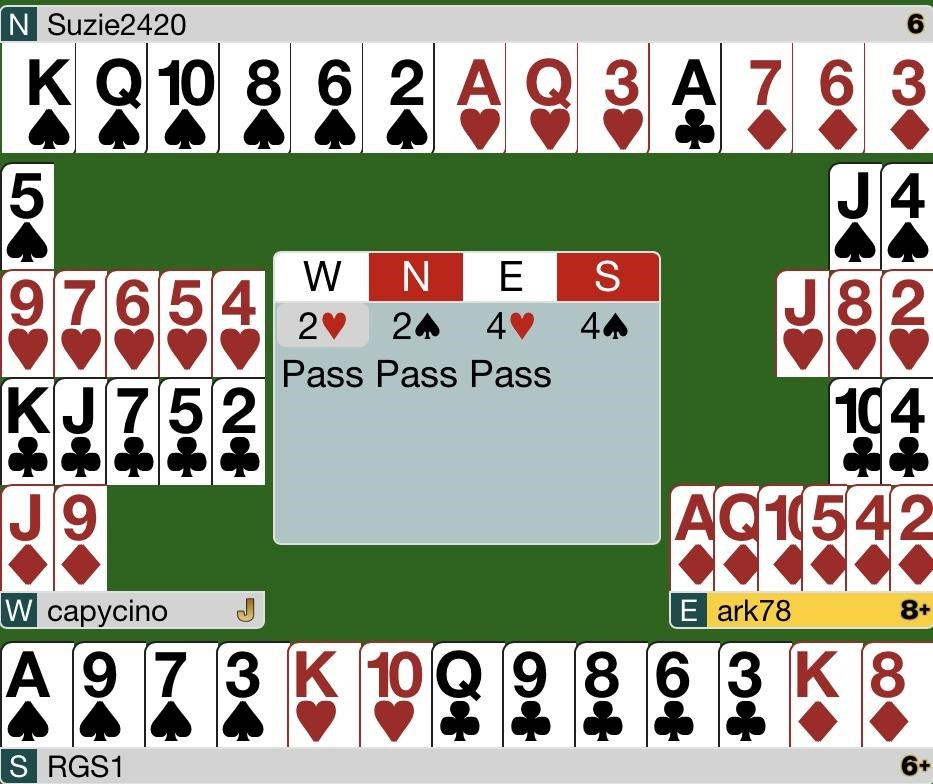 N Suzie2420 6
K♠ Q♠ 10♠ 8♠ 6♠ 2♠ A♥ Q♥ 3♥ A♣ 7♦ 6♦ 3♦
5♠
J♠ 4♠
9♥ 7♥ 6♥ 5♥ 4♥
J♥ 8♥ 2♥
K♣ J♣ 7♣ 5♣ 2♣
10♣ 4♣
J♦ 9♦
A♦ Q♦ 10♦ 5♦ 4♦ 2♦
W N E S
2♥ 2♠ 4♥ 4♠
Pass Pass Pass
W capycino J
E ark78 8+
A♠ 9♠ 7♠ 3♠ K♥ 10♥ Q♣ 9♣ 8♣ 6♣ 3♣ K♦ 8♦
S RGS1 6+